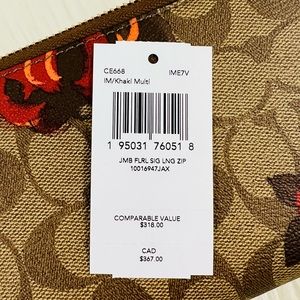 CE668 IME7V
IM/Khaki Multi
1 95031 76051 8
JMB FLRL SIG LNG ZIP
10016947JAX
COMPARABLE VALUE
$318.00
CAD
$367.00